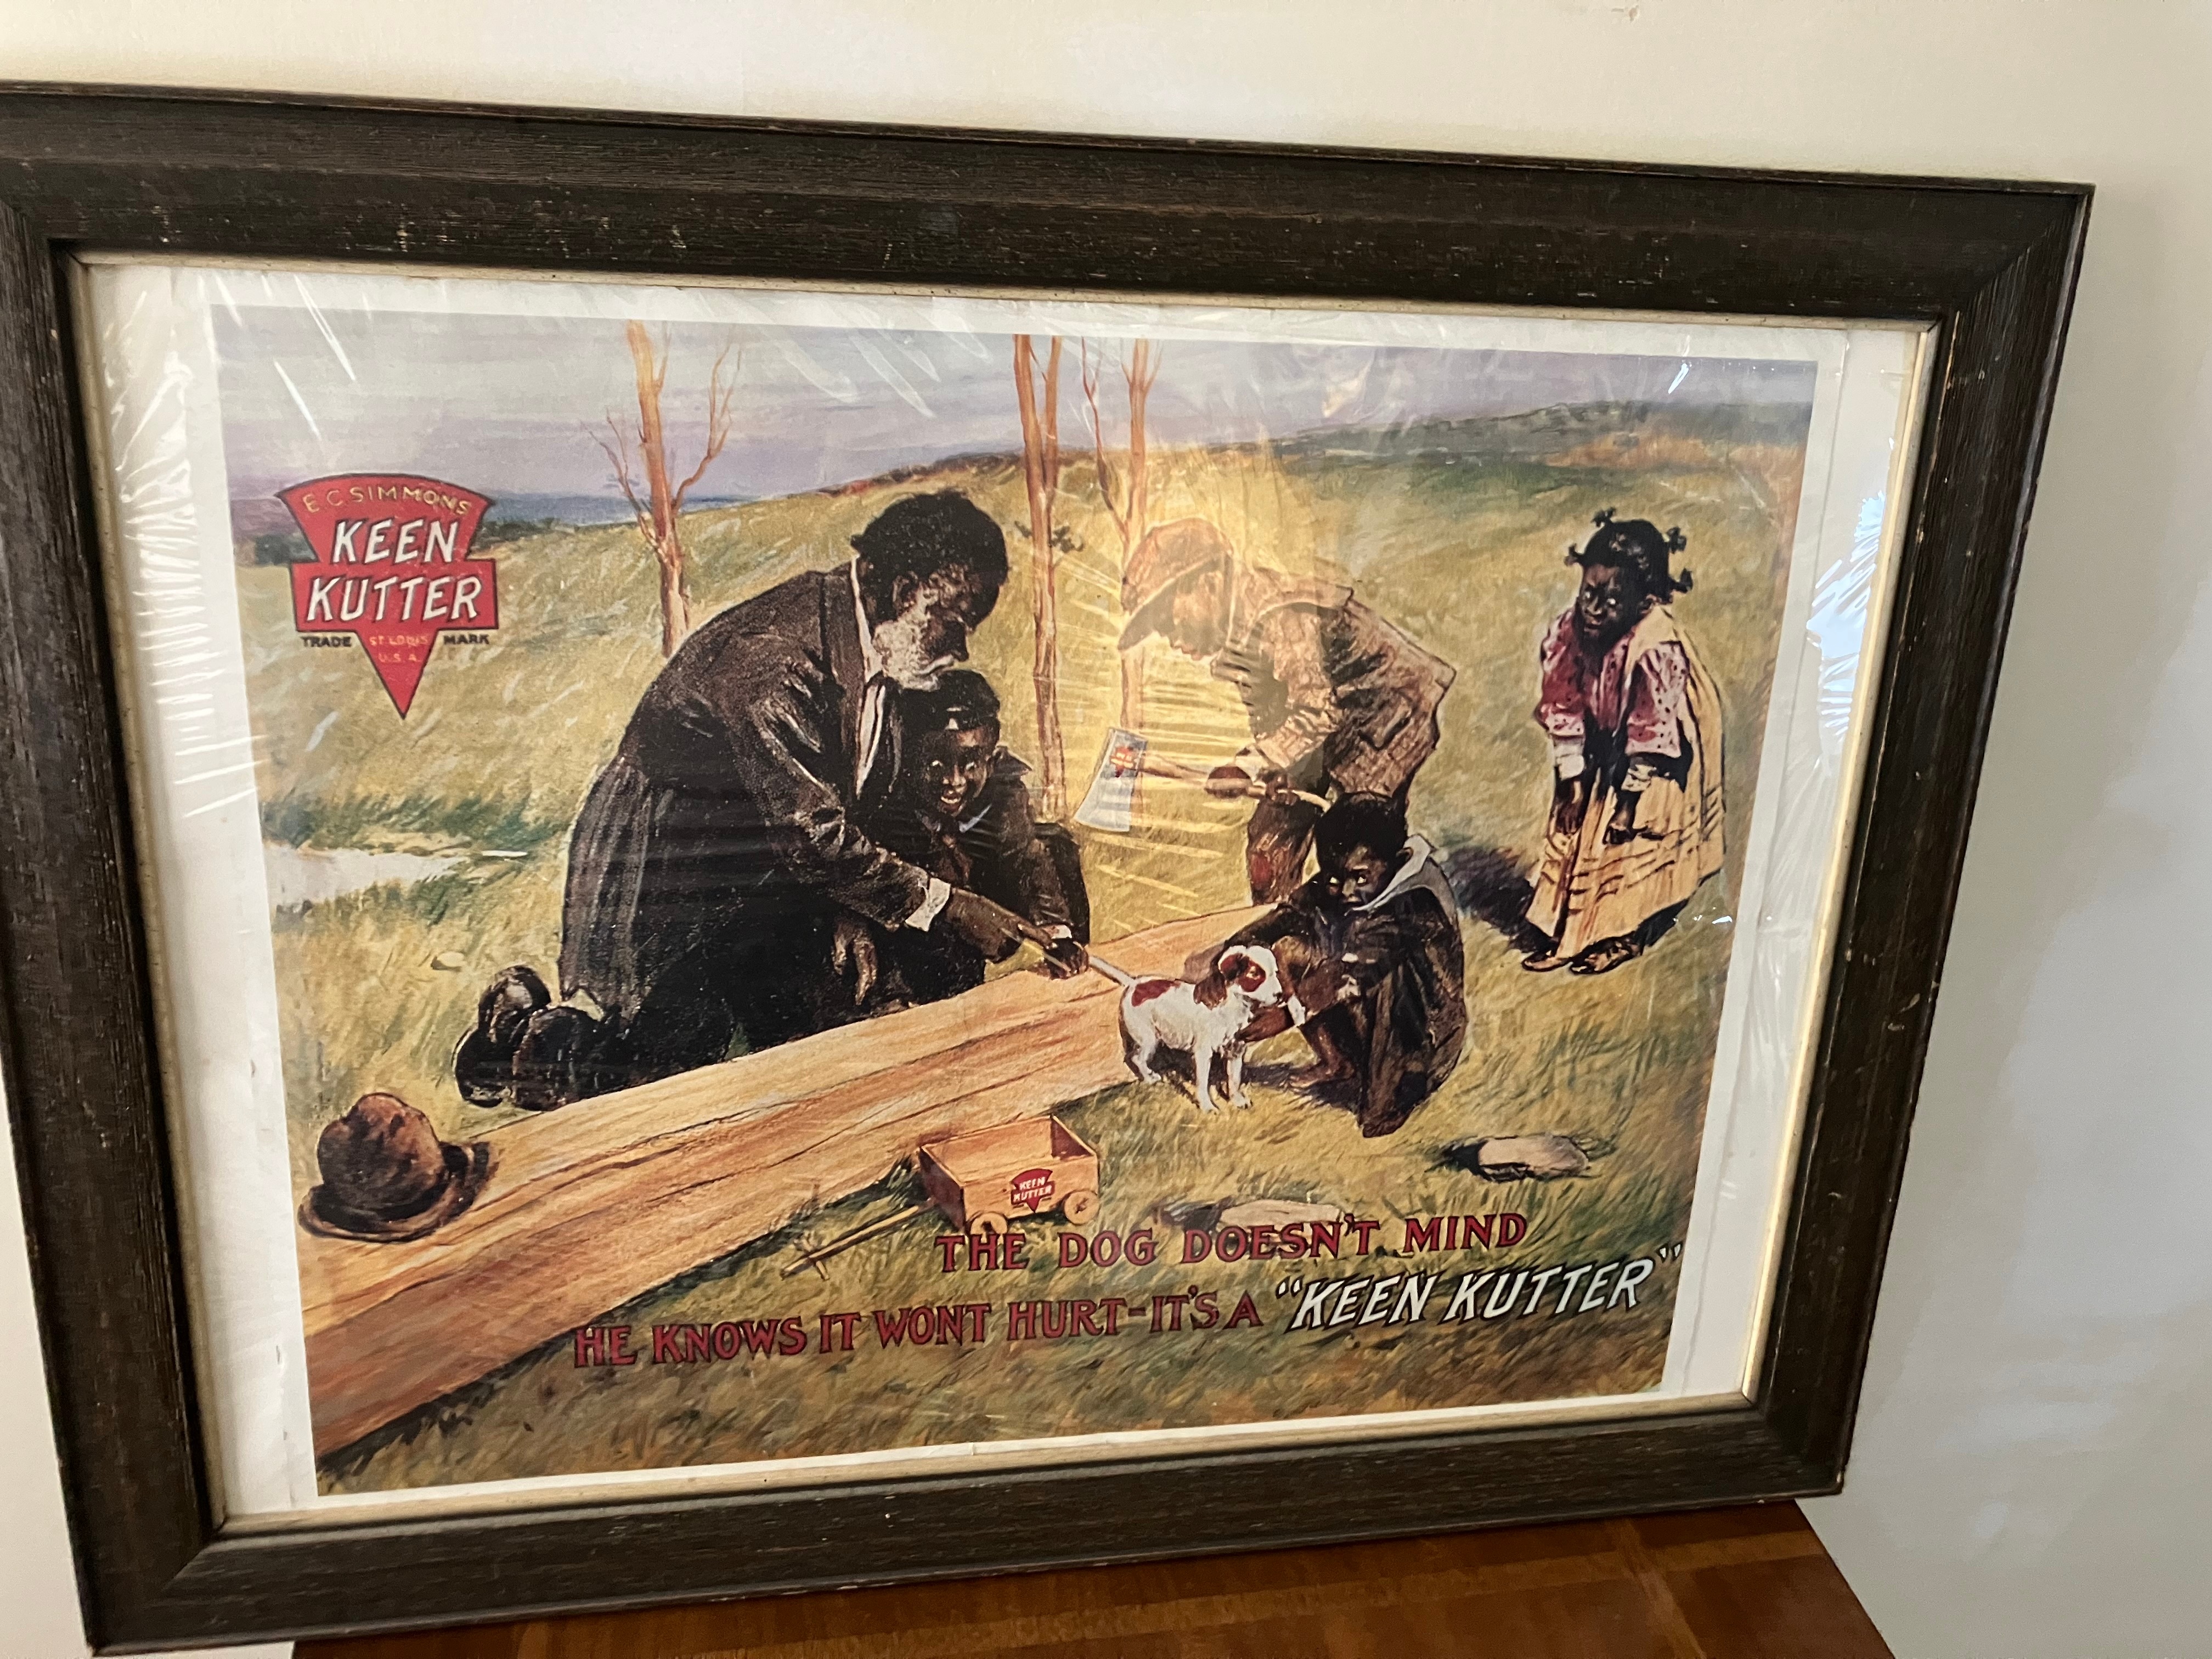 E C SIMMONS
KEEN
KUTTER
TRADE ST. LOUIS MARK
U.S.A.
KEEN
KUTTER
THE DOG DOESN'T MIND
HE KNOWS IT WONT HURT-IT'S A "KEEN KUTTER"